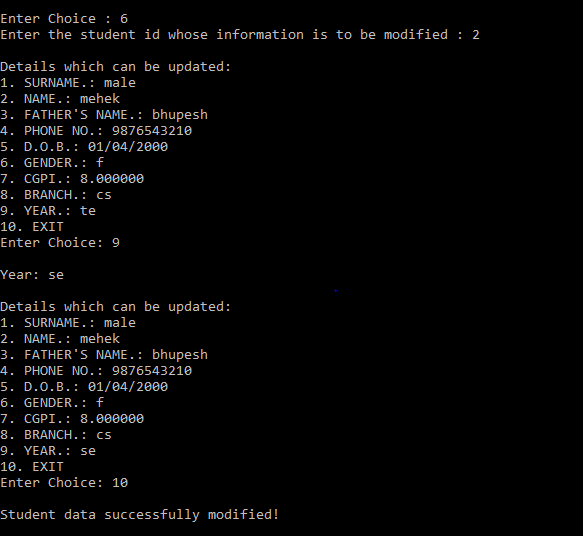 Enter Choice : 6
Enter the student id whose information is to be modified : 2
Details which can be updated:
1. SURNAME.: male
2. NAME.: mehek
3. FATHER'S NAME.: bhupesh
4. PHONE NO.: 9876543210
5. D.O.B.: 01/04/2000
6. GENDER.: f
7. CGPI.: 8.000000
8. BRANCH.: cs
9. YEAR.: te
10. EXIT
Enter Choice: 9
Year: se
Details which can be updated:
1. SURNAME.: male
2. NAME.: mehek
3. FATHER'S NAME.: bhupesh
4. PHONE NO.: 9876543210
5. D.O.B.: 01/04/2000
6. GENDER.: f
7. CGPI.: 8.000000
8. BRANCH.: cs
9. YEAR.: se
10. EXIT
Enter Choice: 10
Student data successfully modified!